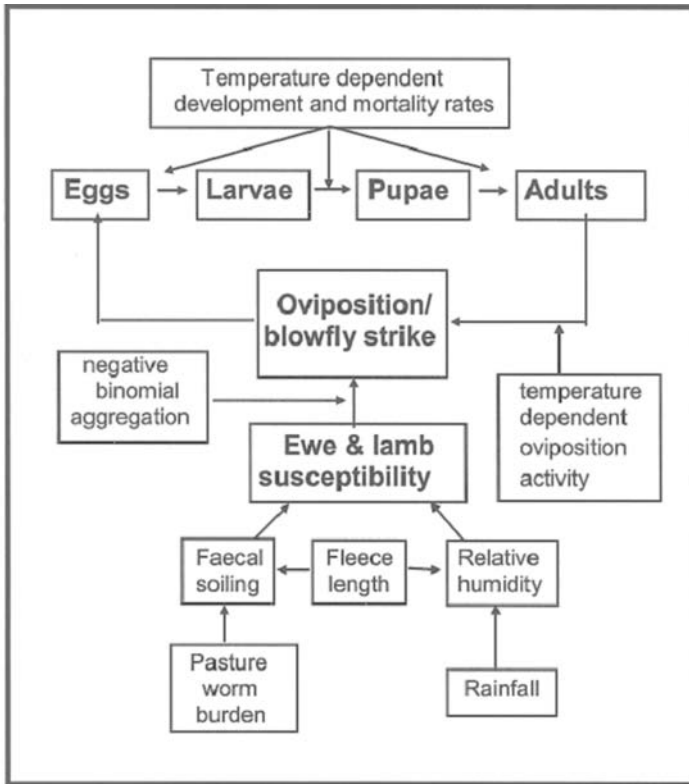 Temperature dependent
development and mortality rates
Eggs
Larvae
Pupae
Adults
Oviposition/
blowfly strike
negative
binomial
aggregation
temperature
dependent
oviposition
activity
Ewe & lamb
susceptibility
Faecal
soiling
Fleece
length
Relative
humidity
Pasture
worm
burden
Rainfall